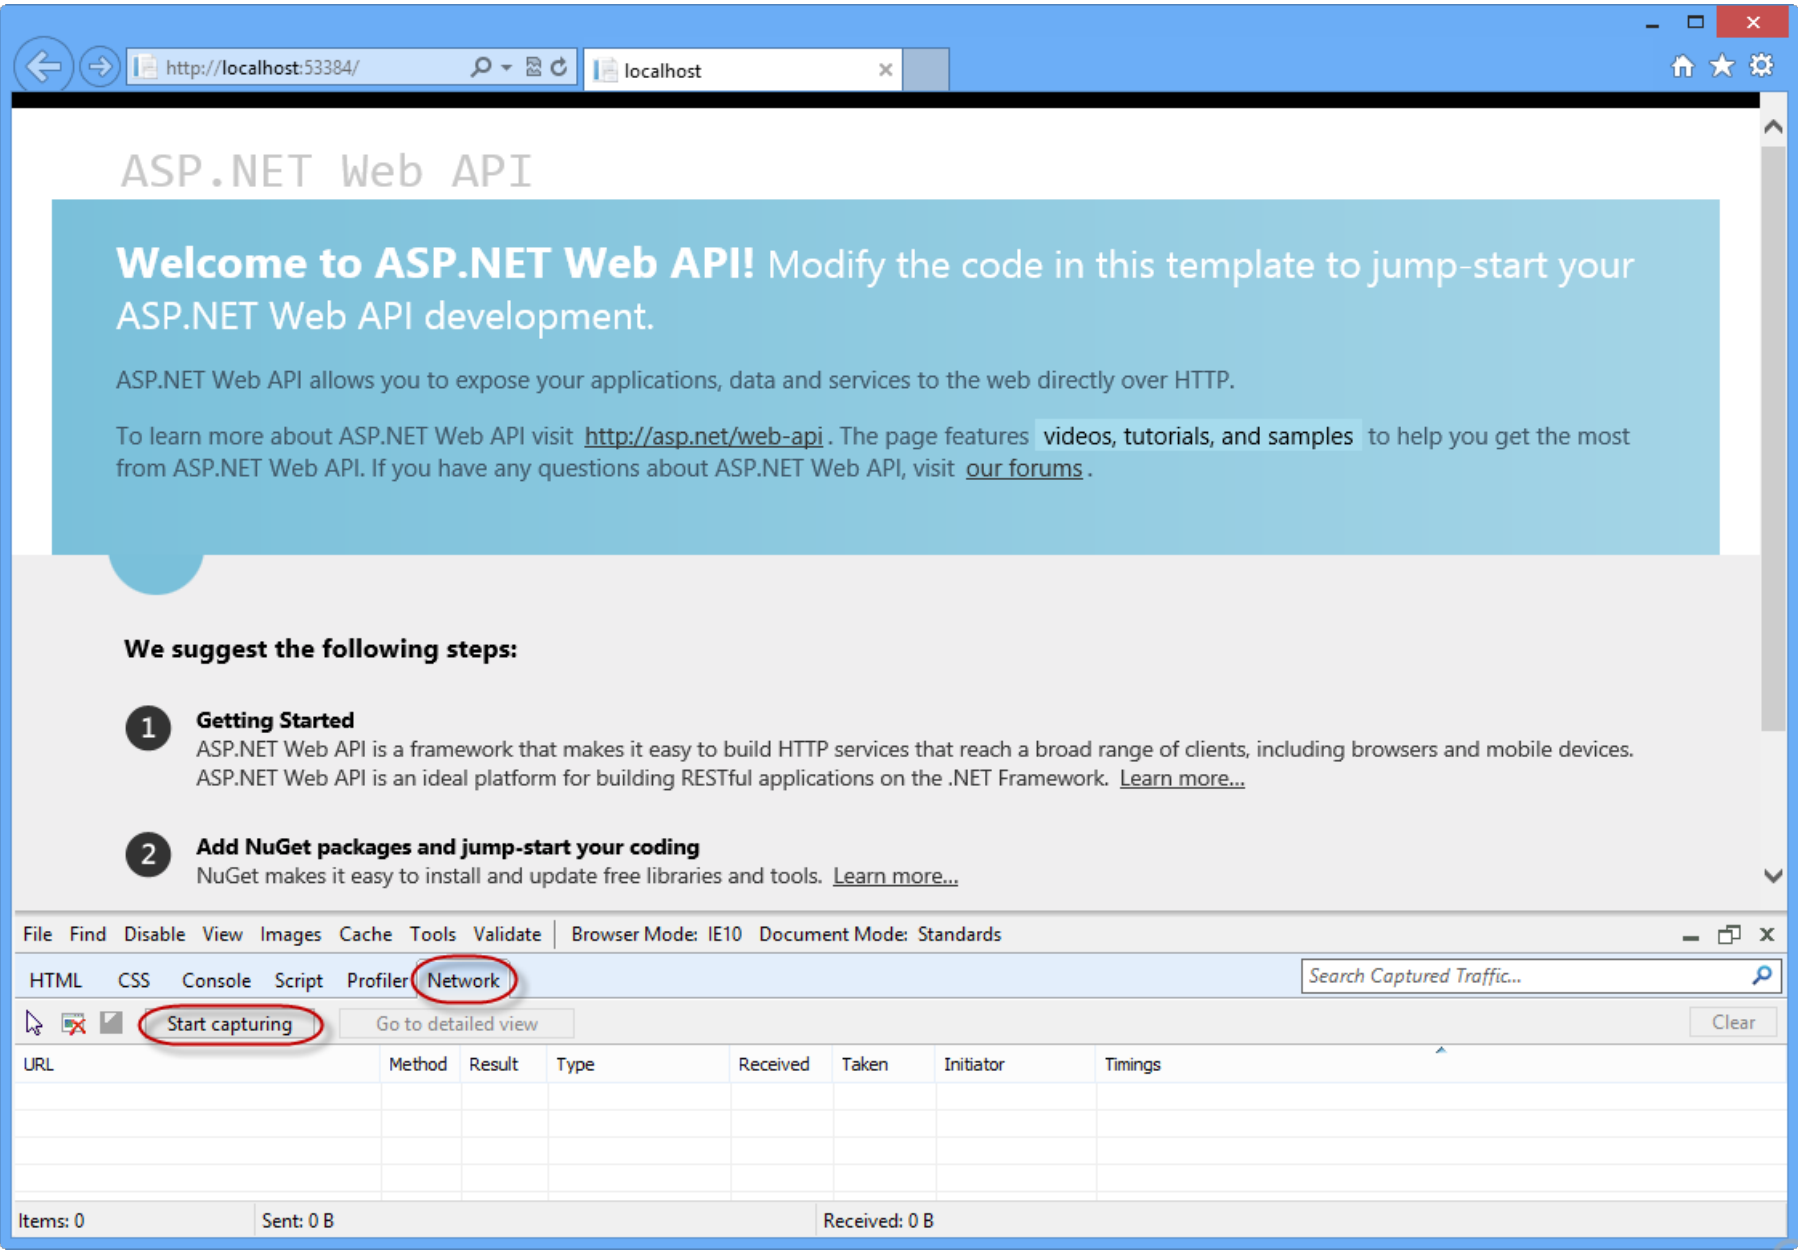 http://localhost:53384/
localhost
ASP.NET Web API
Welcome to ASP.NET Web API! Modify the code in this template to jump-start your
ASP.NET Web API development.
ASP.NET Web API allows you to expose your applications, data and services to the web directly over HTTP.
To learn more about ASP.NET Web API visit http://asp.net/web-api. The page features videos, tutorials, and samples to help you get the most
from ASP.NET Web API. If you have any questions about ASP.NET Web API, visit our forums.
We suggest the following steps:
1 Getting Started
ASP.NET Web API is a framework that makes it easy to build HTTP services that reach a broad range of clients, including browsers and mobile devices.
ASP.NET Web API is an ideal platform for building RESTful applications on the .NET Framework. Learn more...
2 Add NuGet packages and jump-start your coding
NuGet makes it easy to install and update free libraries and tools. Learn more...
File Find Disable View Images Cache Tools Validate Browser Mode: IE10 Document Mode: Standards
HTML CSS Console Script Profiler Network Search Captured Traffic...
Start capturing Go to detailed view Clear
URL Method Result Type Received Taken Initiator Timings
Items: 0 Sent: 0 B Received: 0 B